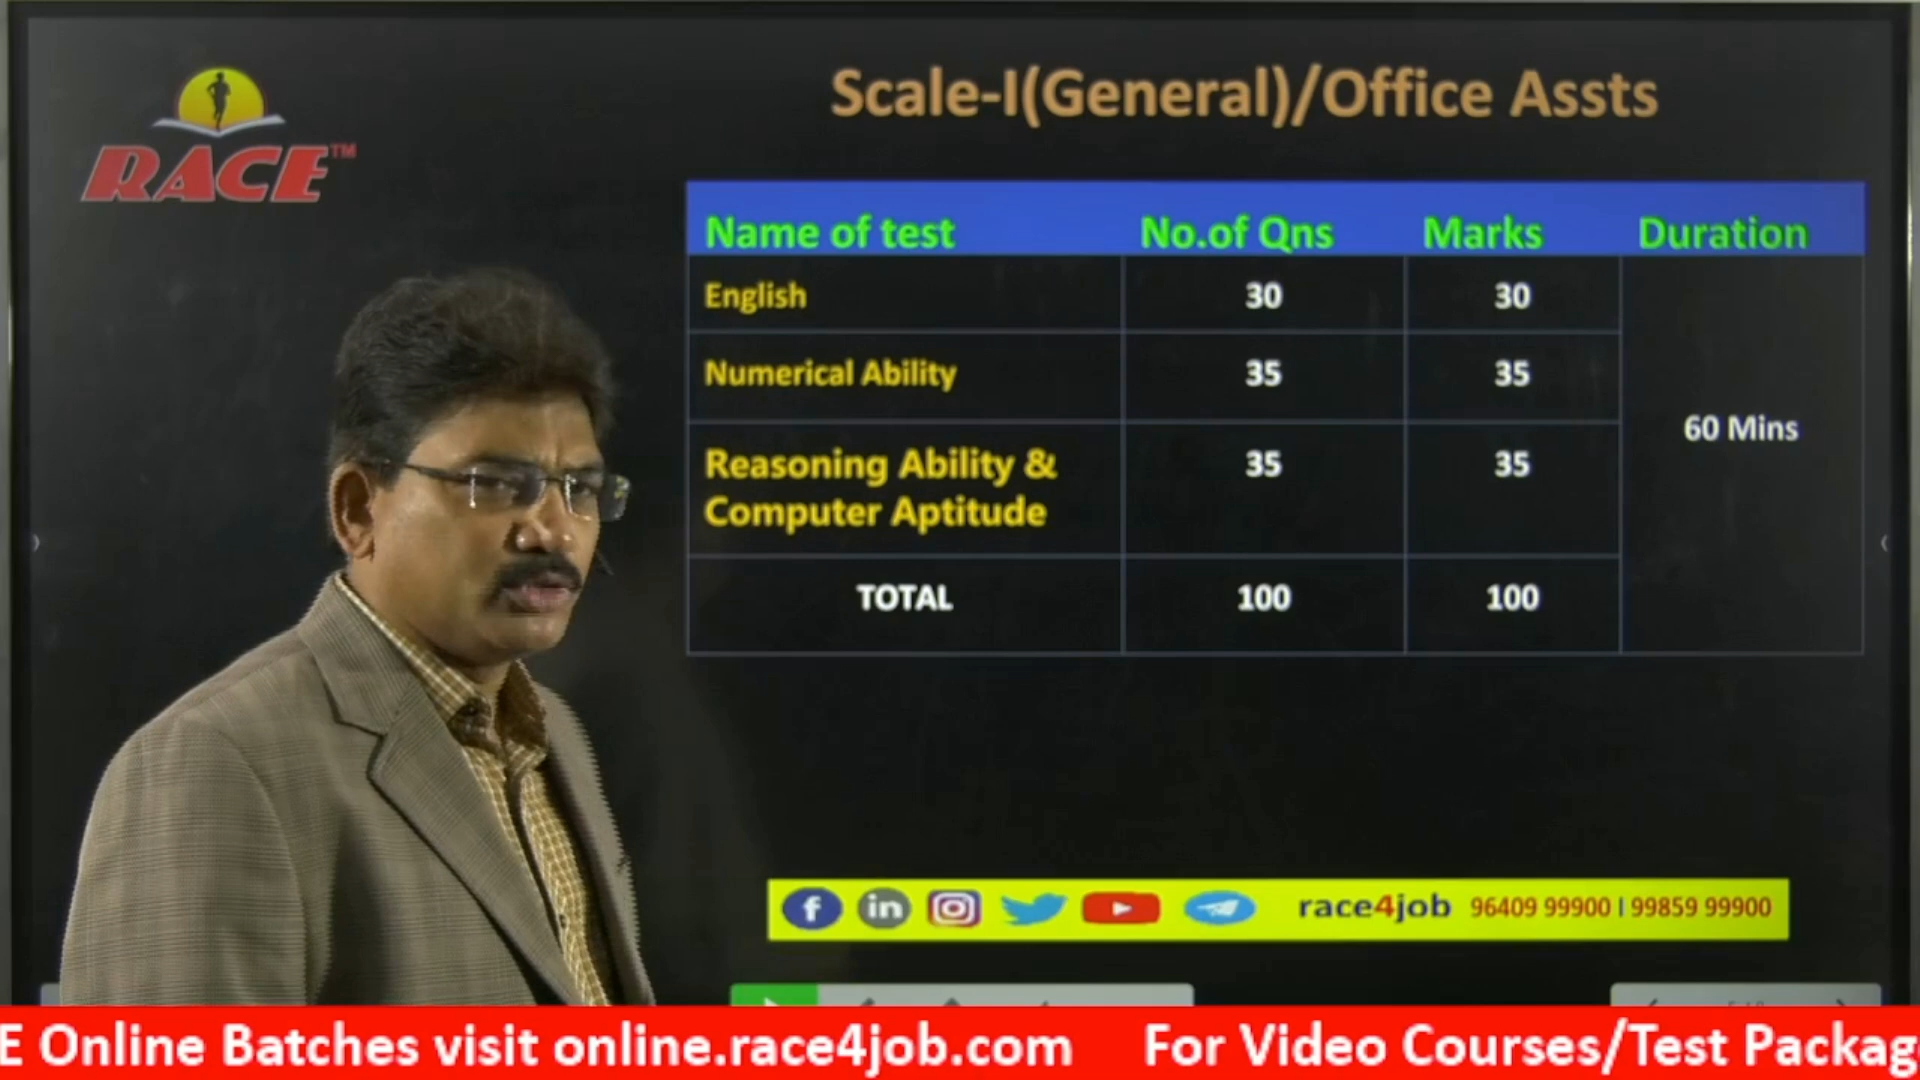 RACE™
Scale-I(General)/Office Assts
Name of test No.of Qns Marks Duration
English 30 30
Numerical Ability 35 35
60 Mins
Reasoning Ability & 35 35
Computer Aptitude
TOTAL 100 100
f in race4job 96409 99900 I 99859 99900
E Online Batches visit online.race4job.com For Video Courses/Test Packag